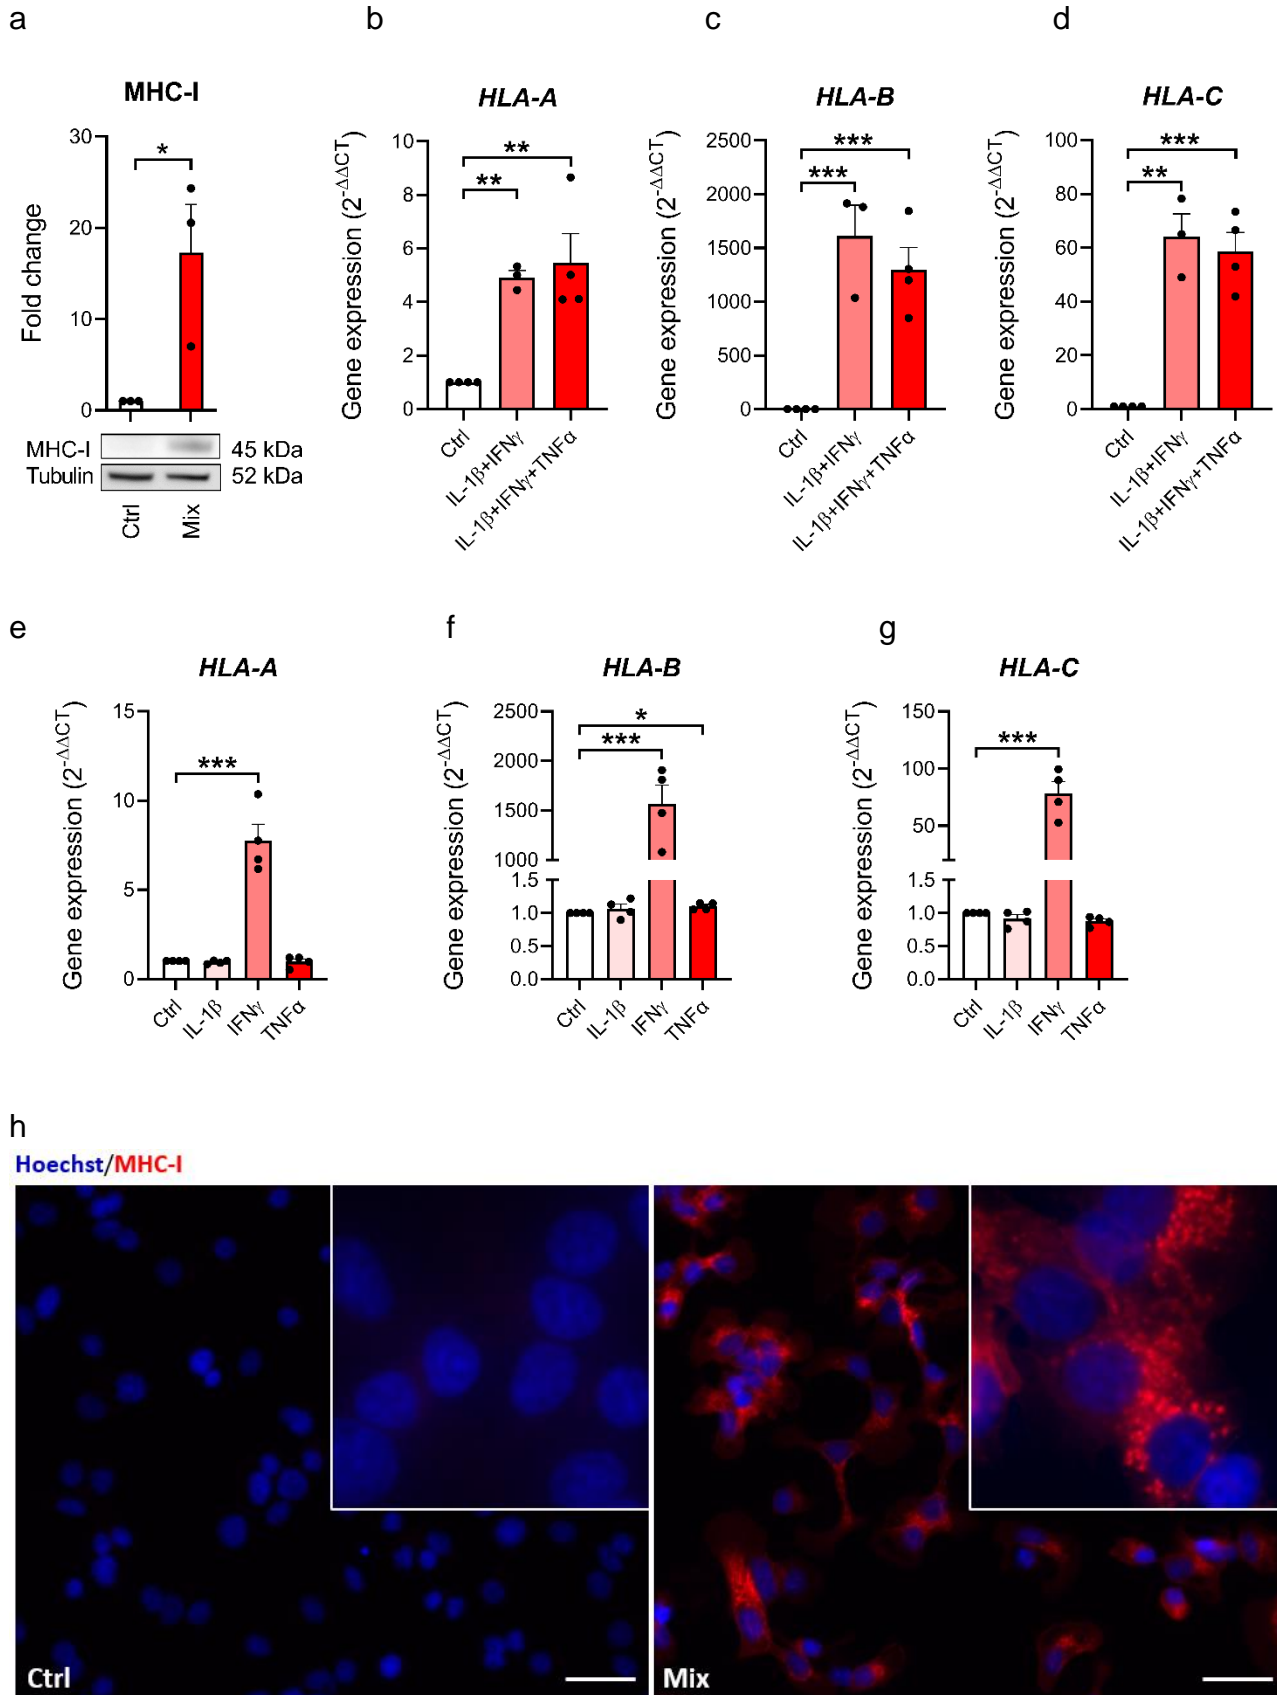 a
b
c
d
MHC-I
Fold change
30
20
10
0
*
MHC-I 45 kDa
Tubulin 52 kDa
Ctrl
Mix
HLA-A
Gene expression (2-ΔΔCT)
10
8
6
4
2
0
**
**
Ctrl
IL-1β+IFNγ
IL-1β+IFNγ+TNFα
HLA-B
Gene expression (2-ΔΔCT)
2500
2000
1500
1000
500
0
***
***
Ctrl
IL-1β+IFNγ
IL-1β+IFNγ+TNFα
HLA-C
Gene expression (2-ΔΔCT)
100
80
60
40
20
0
***
**
Ctrl
IL-1β+IFNγ
IL-1β+IFNγ+TNFα
e
f
g
HLA-A
Gene expression (2-ΔΔCT)
15
10
5
0
***
Ctrl
IL-1β
IFNγ
TNFα
HLA-B
Gene expression (2-ΔΔCT)
2500
2000
1500
1000
1.5
1.0
0.5
0.0
*
***
Ctrl
IL-1β
IFNγ
TNFα
HLA-C
Gene expression (2-ΔΔCT)
150
100
50
1.5
1.0
0.5
0.0
***
Ctrl
IL-1β
IFNγ
TNFα
h
Hoechst/MHC-I
Ctrl
Mix